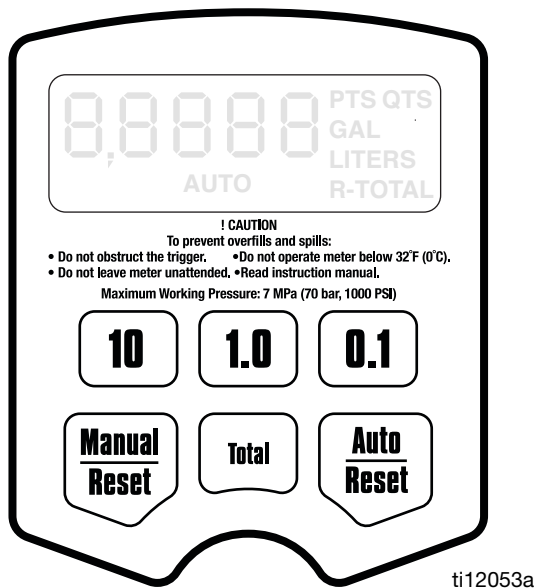 8,8888 PTS QTS
GAL
LITERS
AUTO R-TOTAL
! CAUTION
To prevent overfills and spills:
• Do not obstruct the trigger. •Do not operate meter below 32°F (0°C).
• Do not leave meter unattended. •Read instruction manual.
Maximum Working Pressure: 7 MPa (70 bar, 1000 PSI)
10 1.0 0.1
Manual Total Auto
Reset Reset
ti12053a